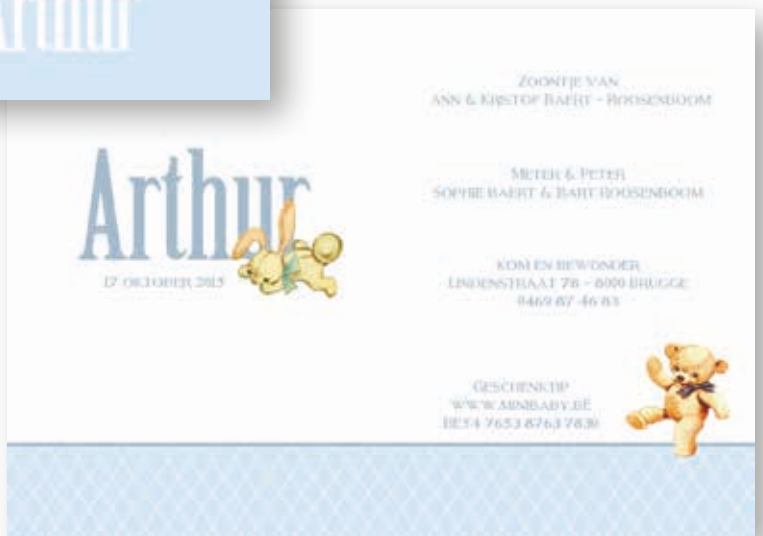 Arthur
Arthur
17 OKTOBER 2015
ZOONTJE VAN
ANN & KRISTOF BAERT - ROOSENBOOM
METER & PETER
SOPHIE BAERT & BART ROOSENBOOM
KOM EN BEWONDER
LINDENSTRAAT 78 - 8000 BRUGGE
0469 87 46 83
GESCHENKTIP
WWW.MINIBABY.BE
BE54 7653 8763 7839